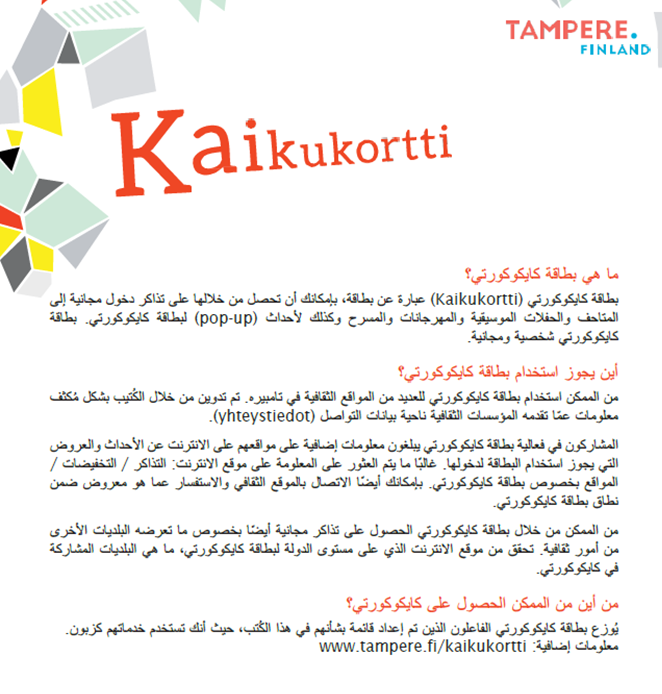 TAMPERE.
FINLAND
Kaikukortti
ما هي بطاقة كايكوكورتي؟
بطاقة كايكوكورتي (Kaikukortti) عبارة عن بطاقة، بإمكانك أن تحصل من خلالها على تذاكر دخول مجانية إلى
المتاحف والحفلات الموسيقية والمهرجانات والمسرح وكذلك لأحداث (pop-up) لبطاقة كايكوكورتي. بطاقة
كايكوكورتي شخصية ومجانية.
أين يجوز استخدام بطاقة كايكوكورتي؟
من الممكن استخدام بطاقة كايكوكورتي للعديد من المواقع الثقافية في تامبيره. تم تدوين من خلال الكُتيب بشكل مُكثف
معلومات عمّا تقدمه المؤسسات الثقافية ناحية بيانات التواصل (yhteystiedot).
المشاركون في فعالية بطاقة كايكوكورتي يبلغون معلومات إضافية على مواقعهم على الانترنت عن الأحداث والعروض
التي يجوز استخدام البطاقة لدخولها. غالبًا ما يتم العثور على المعلومة على موقع الانترنت: التذاكر / التخفيضات /
المواقع بخصوص بطاقة كايكوكورتي. بإمكانك أيضًا الاتصال بالموقع الثقافي والاستفسار عما هو معروض ضمن
نطاق بطاقة كايكوكورتي.
من الممكن من خلال بطاقة كايكوكورتي الحصول على تذاكر مجانية أيضًا بخصوص ما تعرضه البلديات الأخرى
من أمور ثقافية. تحقق من موقع الانترنت الذي على مستوى الدولة لبطاقة كايكوكورتي، ما هي البلديات المشاركة
في كايكوكورتي.
من أين من الممكن الحصول على كايكوكورتي؟
يُوزع بطاقة كايكوكورتي الفاعلون الذين تم إعداد قائمة بشأنهم في هذا الكُتب، حيث أنك تستخدم خدماتهم كزبون.
معلومات إضافية: www.tampere.fi/kaikukortti